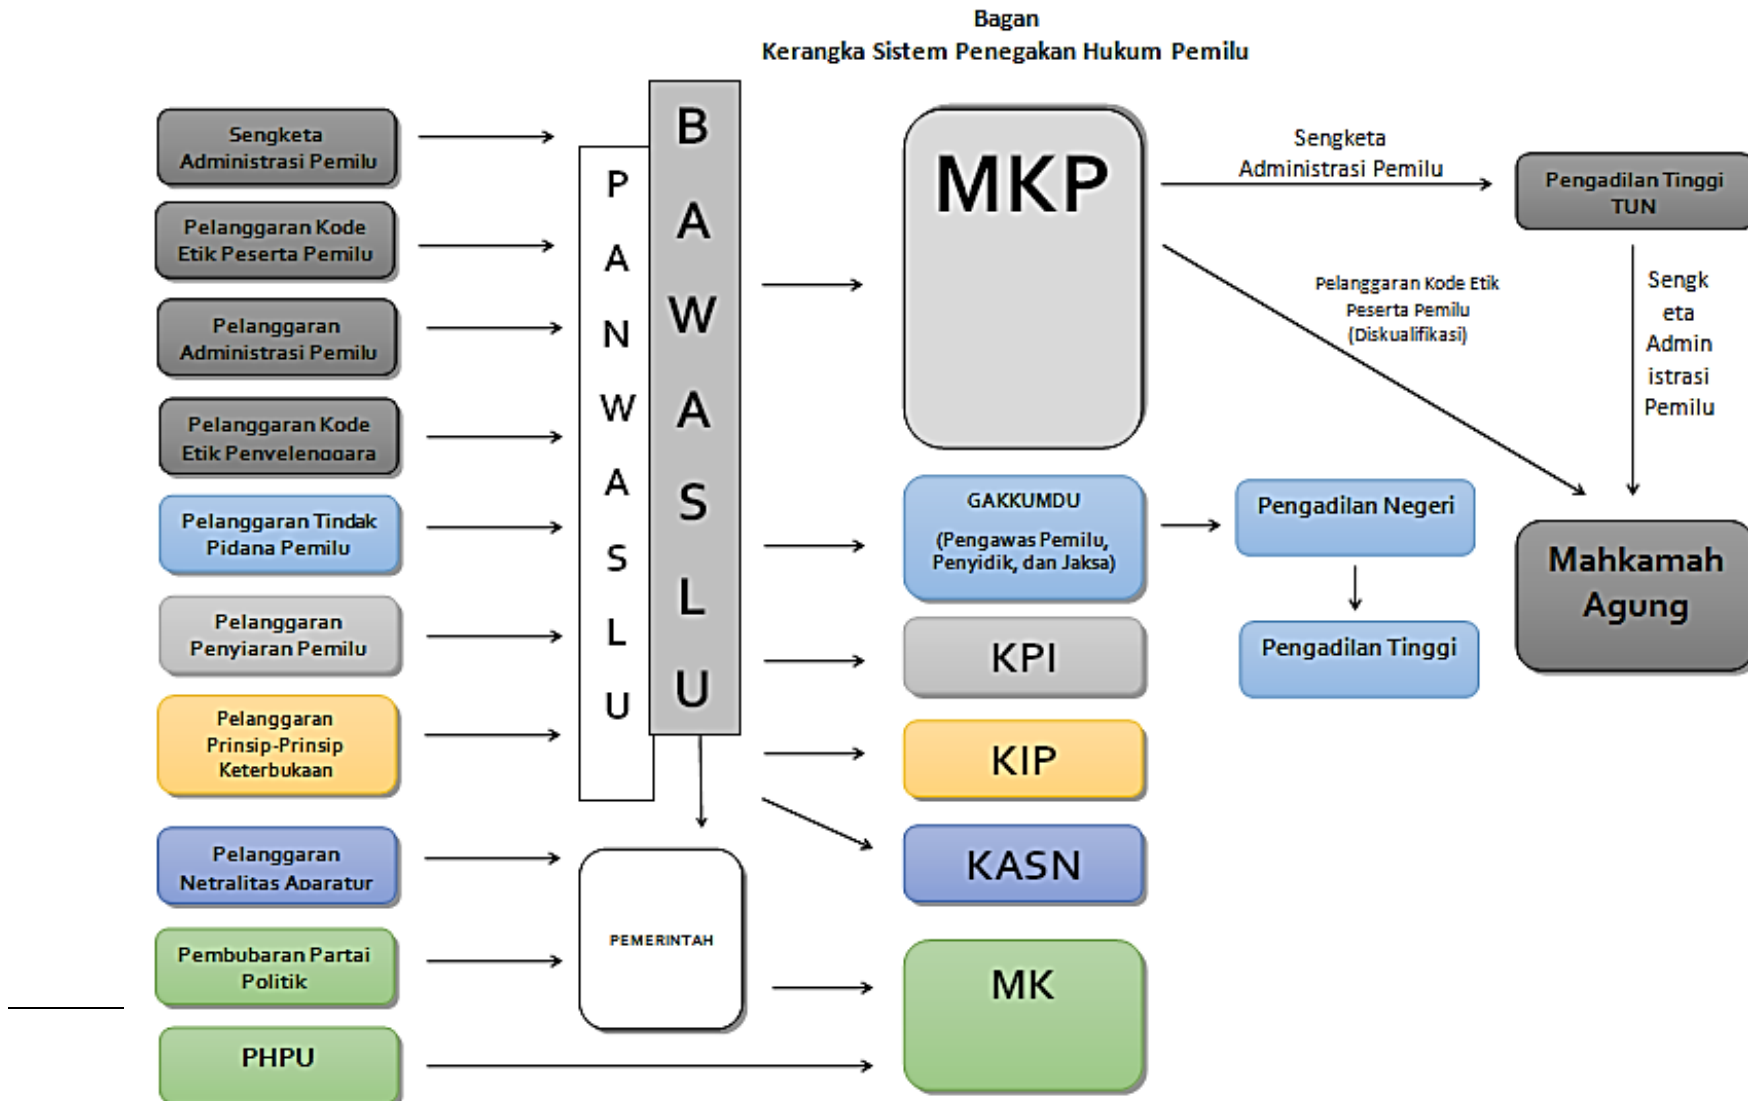 Bagan
Kerangka Sistem Penegakan Hukum Pemilu
Sengketa
Administrasi Pemilu
Pelanggaran Kode
Etik Peserta Pemilu
Pelanggaran
Administrasi Pemilu
Pelanggaran Kode
Etik Penyelenggara
Pelanggaran Tindak
Pidana Pemilu
Pelanggaran
Penyiaran Pemilu
Pelanggaran
Prinsip-Prinsip
Keterbukaan
Pelanggaran
Netralitas Aparatur
Pembubaran Partai
Politik
PHPU
P
A
N
W
A
S
L
U
B
A
W
A
S
L
U
PEMERINTAH
MKP
GAKKUMDU
(Pengawas Pemilu,
Penyidik, dan Jaksa)
KPI
KIP
KASN
MK
Sengketa
Administrasi Pemilu
Pelanggaran Kode Etik
Peserta Pemilu
(Diskualifikasi)
Pengadilan Negeri
Pengadilan Tinggi
Pengadilan Tinggi
TUN
Sengk
eta
Admin
istrasi
Pemilu
Mahkamah
Agung